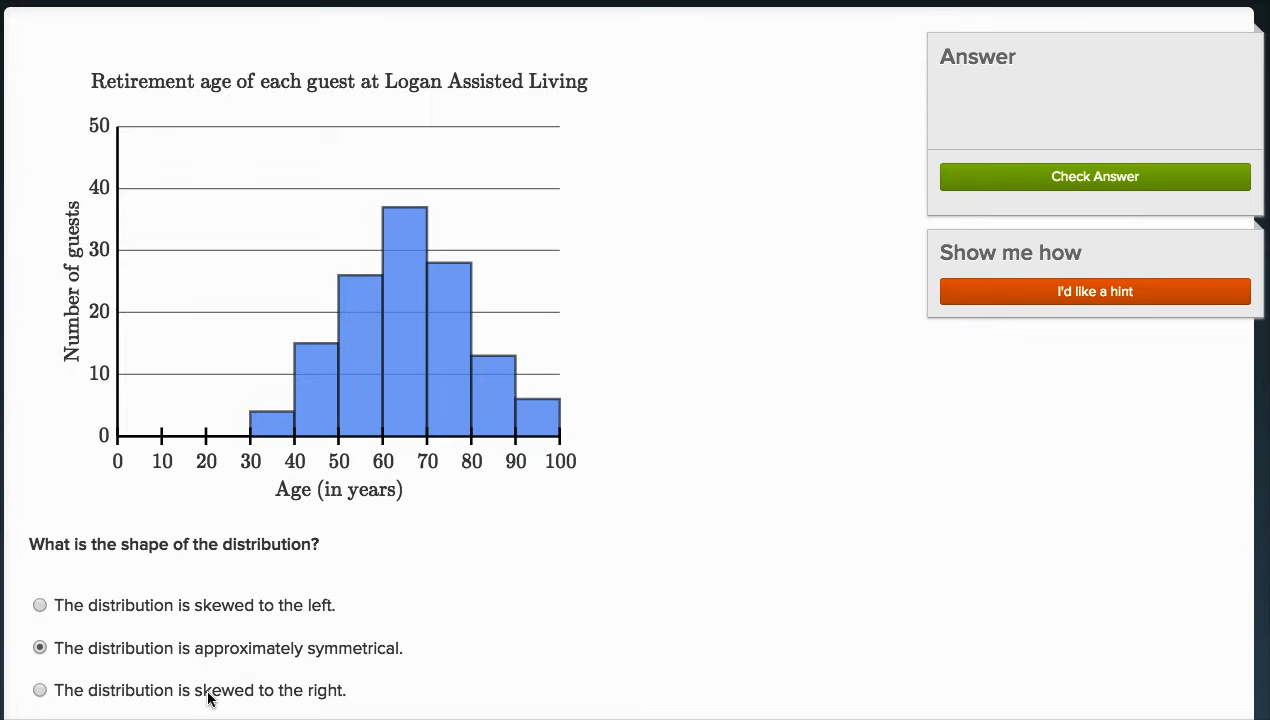 Retirement age of each guest at Logan Assisted Living
50
40
30
20
10
0
Number of guests
0 10 20 30 40 50 60 70 80 90 100
Age (in years)
What is the shape of the distribution?
The distribution is skewed to the left.
The distribution is approximately symmetrical.
The distribution is skewed to the right.
Answer
Check Answer
Show me how
I'd like a hint